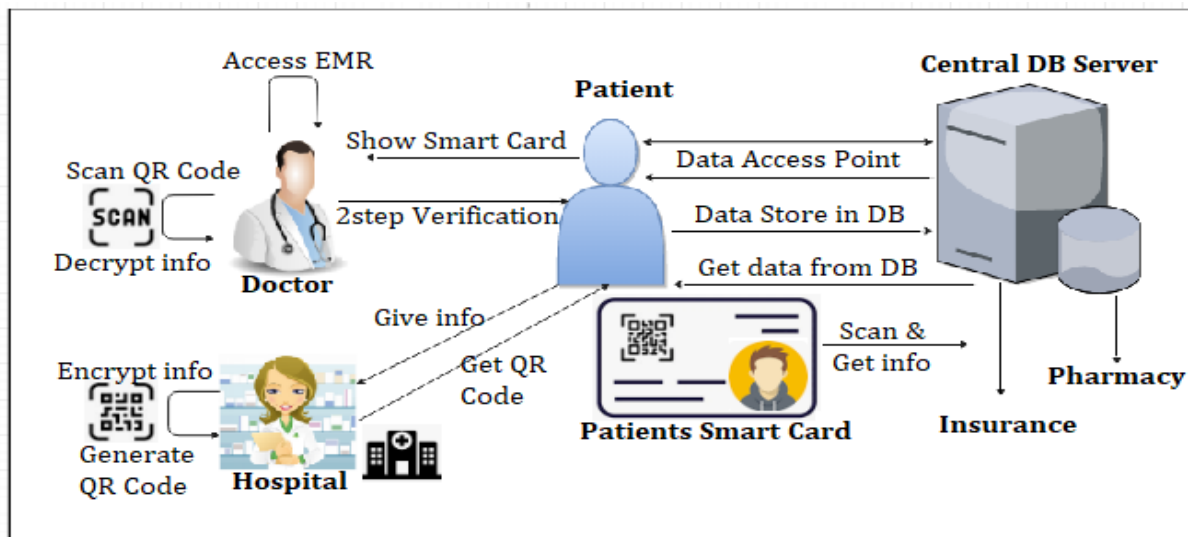 Access EMR
Central DB Server
Patient
Show Smart Card
Data Access Point
Scan QR Code
SCAN
2step Verification
Data Store in DB
Decrypt info
Doctor
Get data from DB
Give info
Scan &
Get info
Encrypt info
Get QR
Code
Pharmacy
Patients Smart Card
Insurance
Generate
QR Code
Hospital